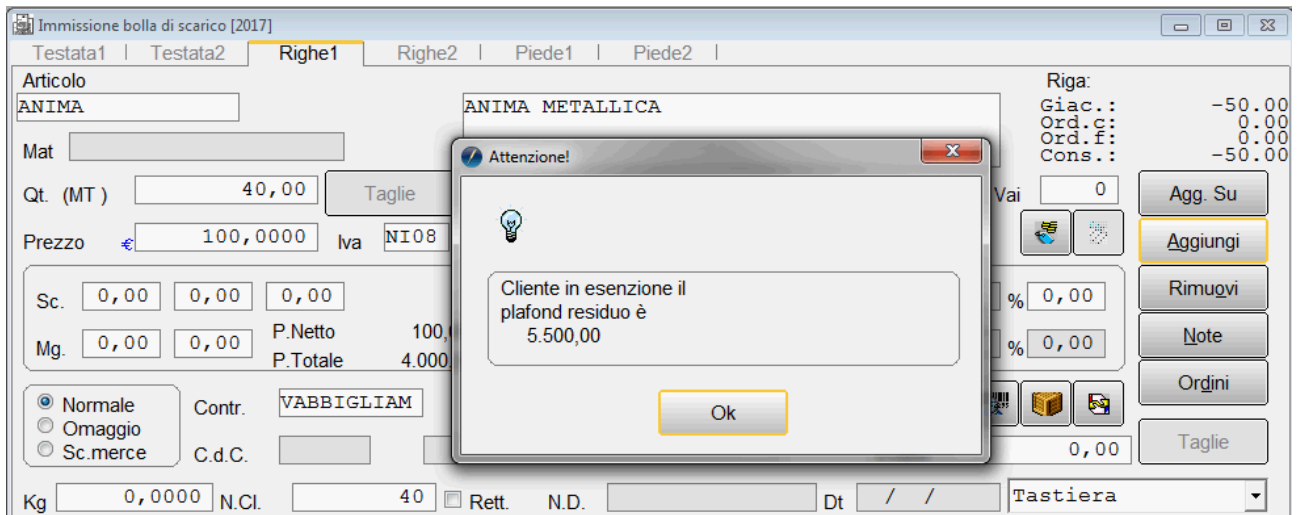 Immissione bolla di scarico [2017]
Testata1 | Testata2 Righe1 Righe2 | Piede1 | Piede2 |
Articolo Riga:
ANIMA ANIMA METALLICA Giac.: -50.00
Ord.c: 0.00
Ord.f: 0.00
Mat Cons.: -50.00
Attenzione!
Qt. (MT ) 40,00 Taglie Vai 0 Agg. Su
Prezzo € 100,0000 Iva NI08 Aggiungi
Cliente in esenzione il
plafond residuo è
5.500,00
Ok
Sc. 0,00 0,00 0,00 % 0,00 Rimuovi
P.Netto 100,
Mg. 0,00 0,00 % 0,00 Note
P.Totale 4.000
Normale Contr. VABBIGLIAM Ordini
Omaggio
Sc.merce C.d.C. 0,00 Taglie
Kg 0,0000 N.Cl. 40 Rett. N.D. Dt / / Tastiera